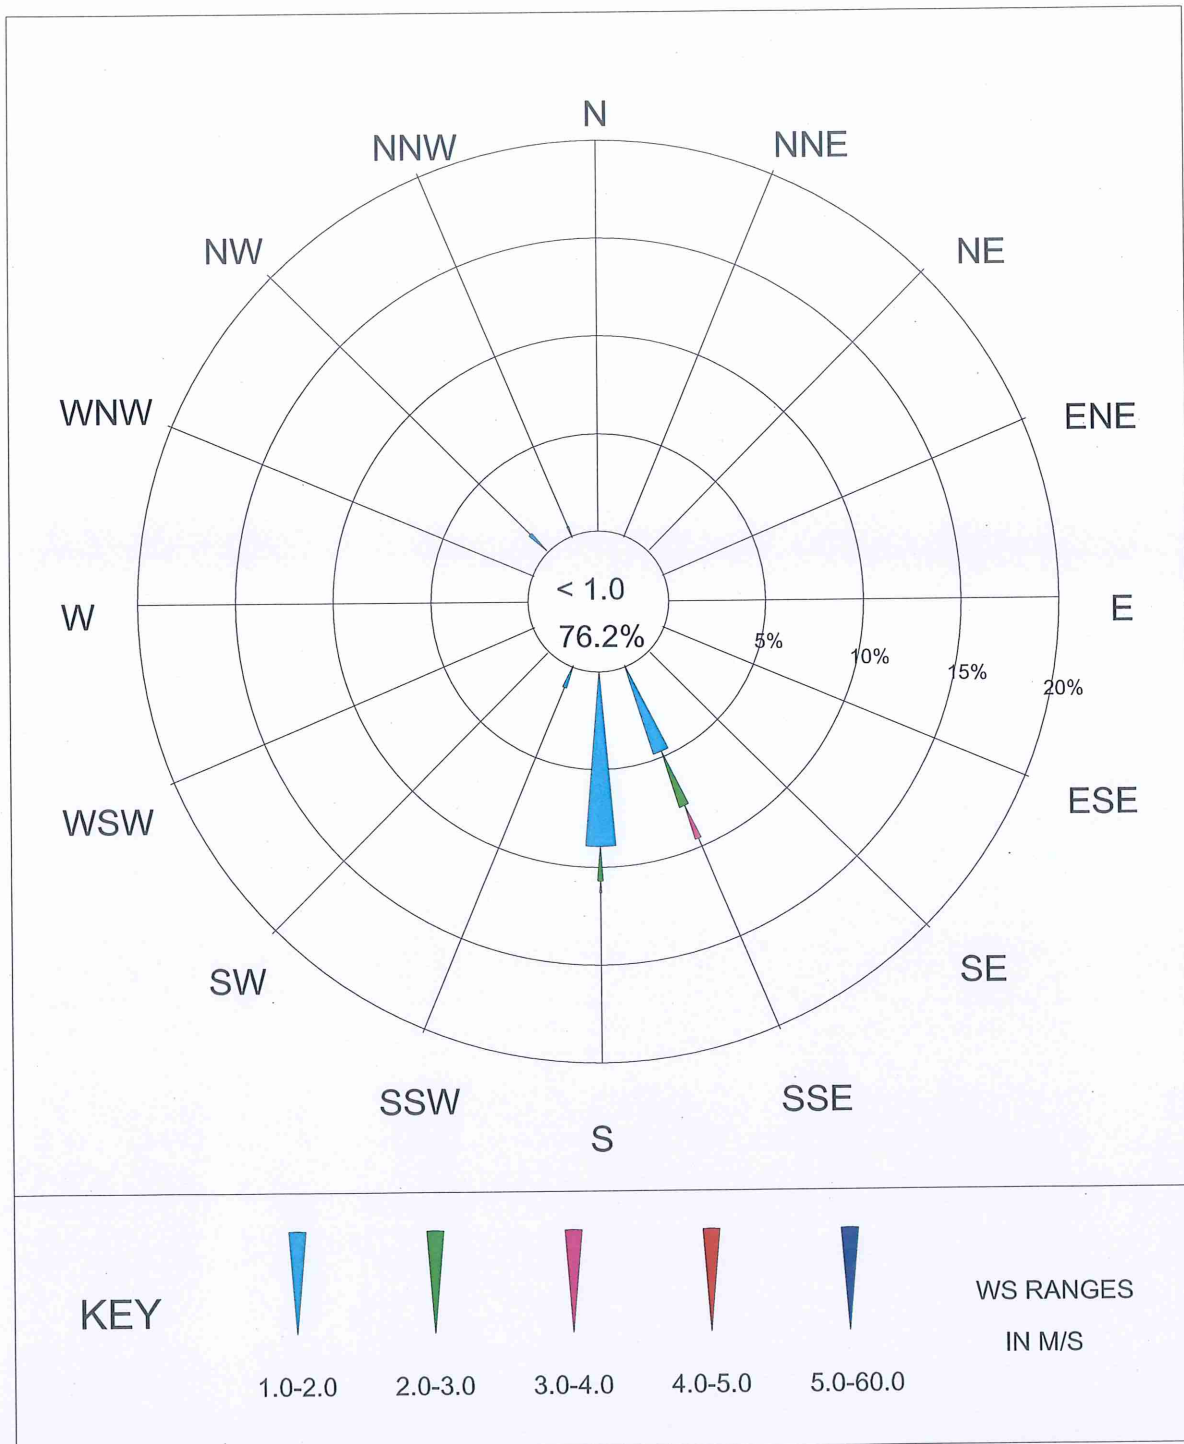 N
NNW
NNE
NW
NE
WNW
ENE
< 1.0
W
E
76.2%
5%
10%
15%
20%
WSW
ESE
SW
SE
SSW
SSE
S
KEY
WS RANGES
IN M/S
1.0-2.0
2.0-3.0
3.0-4.0
4.0-5.0
5.0-60.0